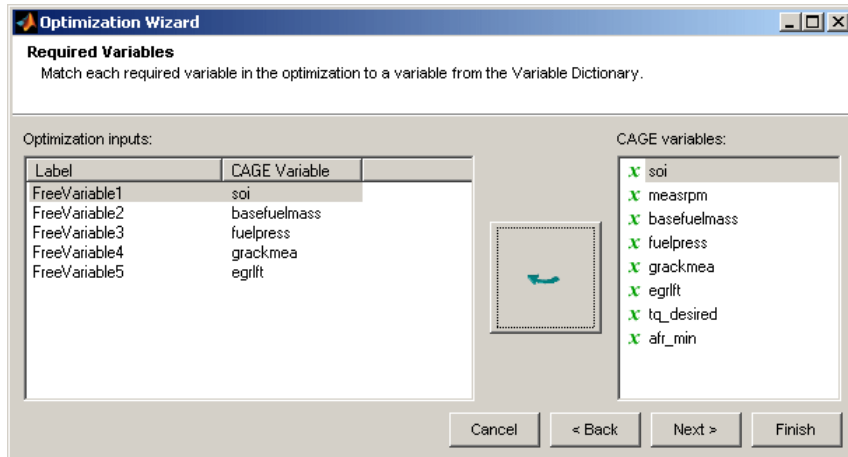 Optimization Wizard
Required Variables
Match each required variable in the optimization to a variable from the Variable Dictionary.
Optimization inputs:
CAGE variables:
Label CAGE Variable
FreeVariable1 soi
FreeVariable2 basefuelmass
FreeVariable3 fuelpress
FreeVariable4 grackmea
FreeVariable5 egrlft
x soi
x measrpm
x basefuelmass
x fuelpress
x grackmea
x egrlft
x tq_desired
x afr_min
Cancel < Back Next > Finish